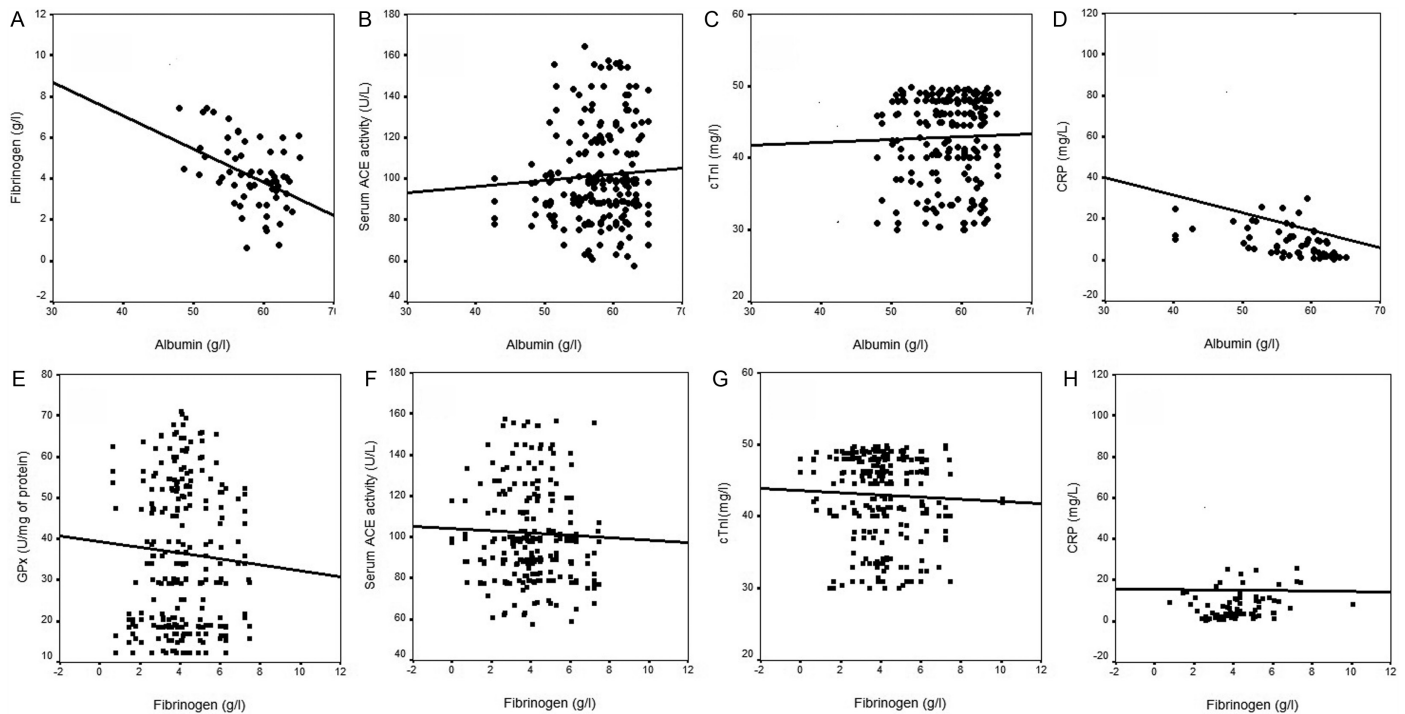 A
Fibrinogen (g/l)
12
10
8
6
4
2
0
-2
30 40 50 60 70
Albumin (g/l)
B
Serum ACE activity (U/L)
180
160
140
120
100
80
60
40
30 40 50 60 70
Albumin (g/l)
C
cTnI (mg/l)
60
50
40
30
20
30 40 50 60 70
Albumin (g/l)
D
CRP (mg/L)
120
100
80
60
40
20
0
-20
30 40 50 60 70
Albumin (g/l)
E
GPx (U/mg of protein)
80
70
60
50
40
30
20
10
-2 0 2 4 6 8 10 12
Fibrinogen (g/l)
F
Serum ACE activity (U/L)
180
160
140
120
100
80
60
40
-2 0 2 4 6 8 10 12
Fibrinogen (g/l)
G
cTnI(mg/l)
60
50
40
30
20
-2 0 2 4 6 8 10 12
Fibrinogen (g/l)
H
CRP (mg/L)
120
100
80
60
40
20
0
-20
-2 0 2 4 6 8 10 12
Fibrinogen (g/l)